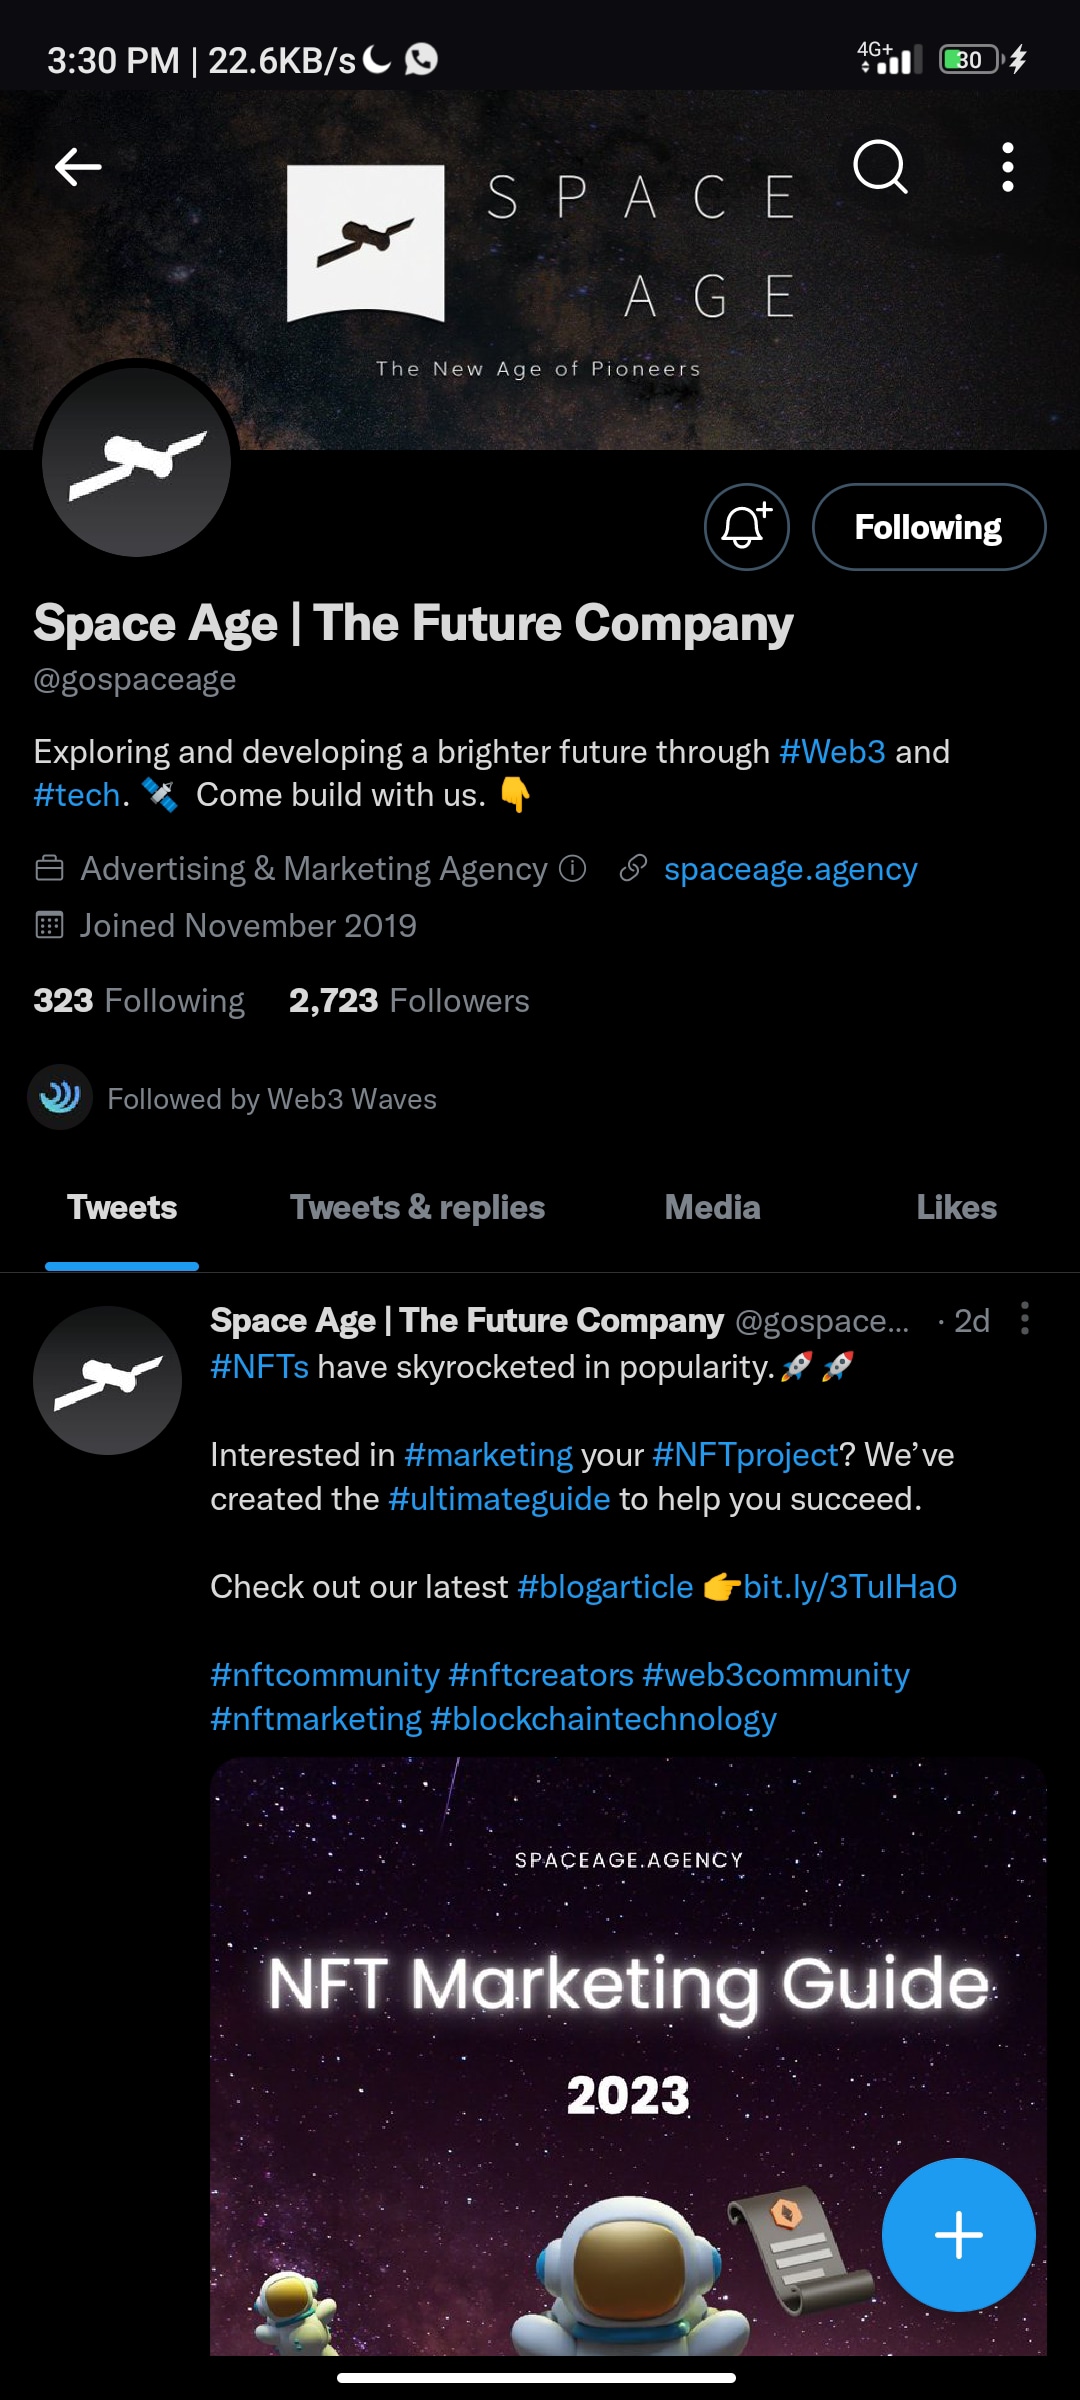 3:30 PM | 22.6KB/s
4G+
30
SPACE
AGE
The New Age of Pioneers
Following
Space Age | The Future Company
@gospaceage
Exploring and developing a brighter future through #Web3 and
#tech. 🛰️ Come build with us. 👇
Advertising & Marketing Agency
spaceage.agency
Joined November 2019
323 Following 2,723 Followers
Followed by Web3 Waves
Tweets Tweets & replies Media Likes
Space Age | The Future Company @gospace... · 2d
#NFTs have skyrocketed in popularity.🚀🚀
Interested in #marketing your #NFTproject? We’ve
created the #ultimateguide to help you succeed.
Check out our latest #blogarticle 👉bit.ly/3TulHa0
#nftcommunity #nftcreators #web3community
#nftmarketing #blockchaintechnology
SPACEAGE.AGENCY
NFT Marketing Guide
2023